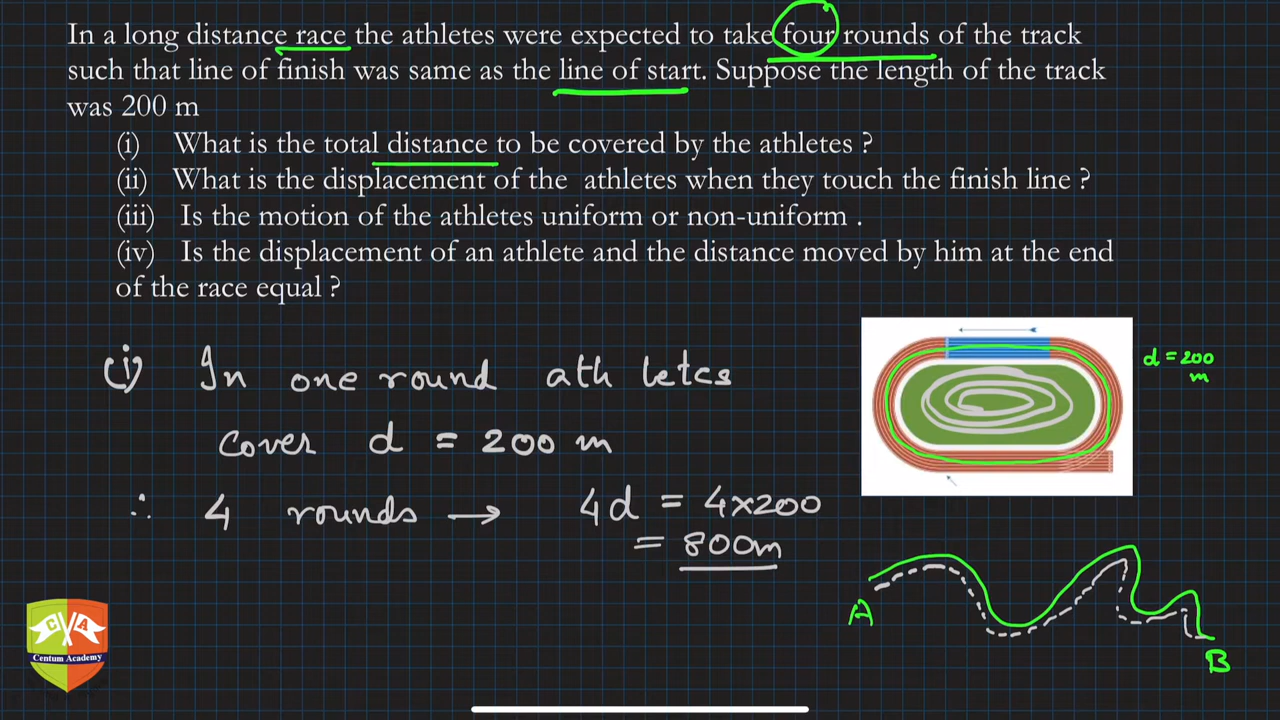 In a long distance race the athletes were expected to take four rounds of the track
such that line of finish was same as the line of start. Suppose the length of the track
was 200 m
(i) What is the total distance to be covered by the athletes ?
(ii) What is the displacement of the athletes when they touch the finish line ?
(iii) Is the motion of the athletes uniform or non-uniform .
(iv) Is the displacement of an athlete and the distance moved by him at the end
of the race equal ?
(i) In one round athletes
cover d = 200 m
∴ 4 rounds → 4d = 4×200
= 800m
d = 200
m
A
B
C A
Centum Academy